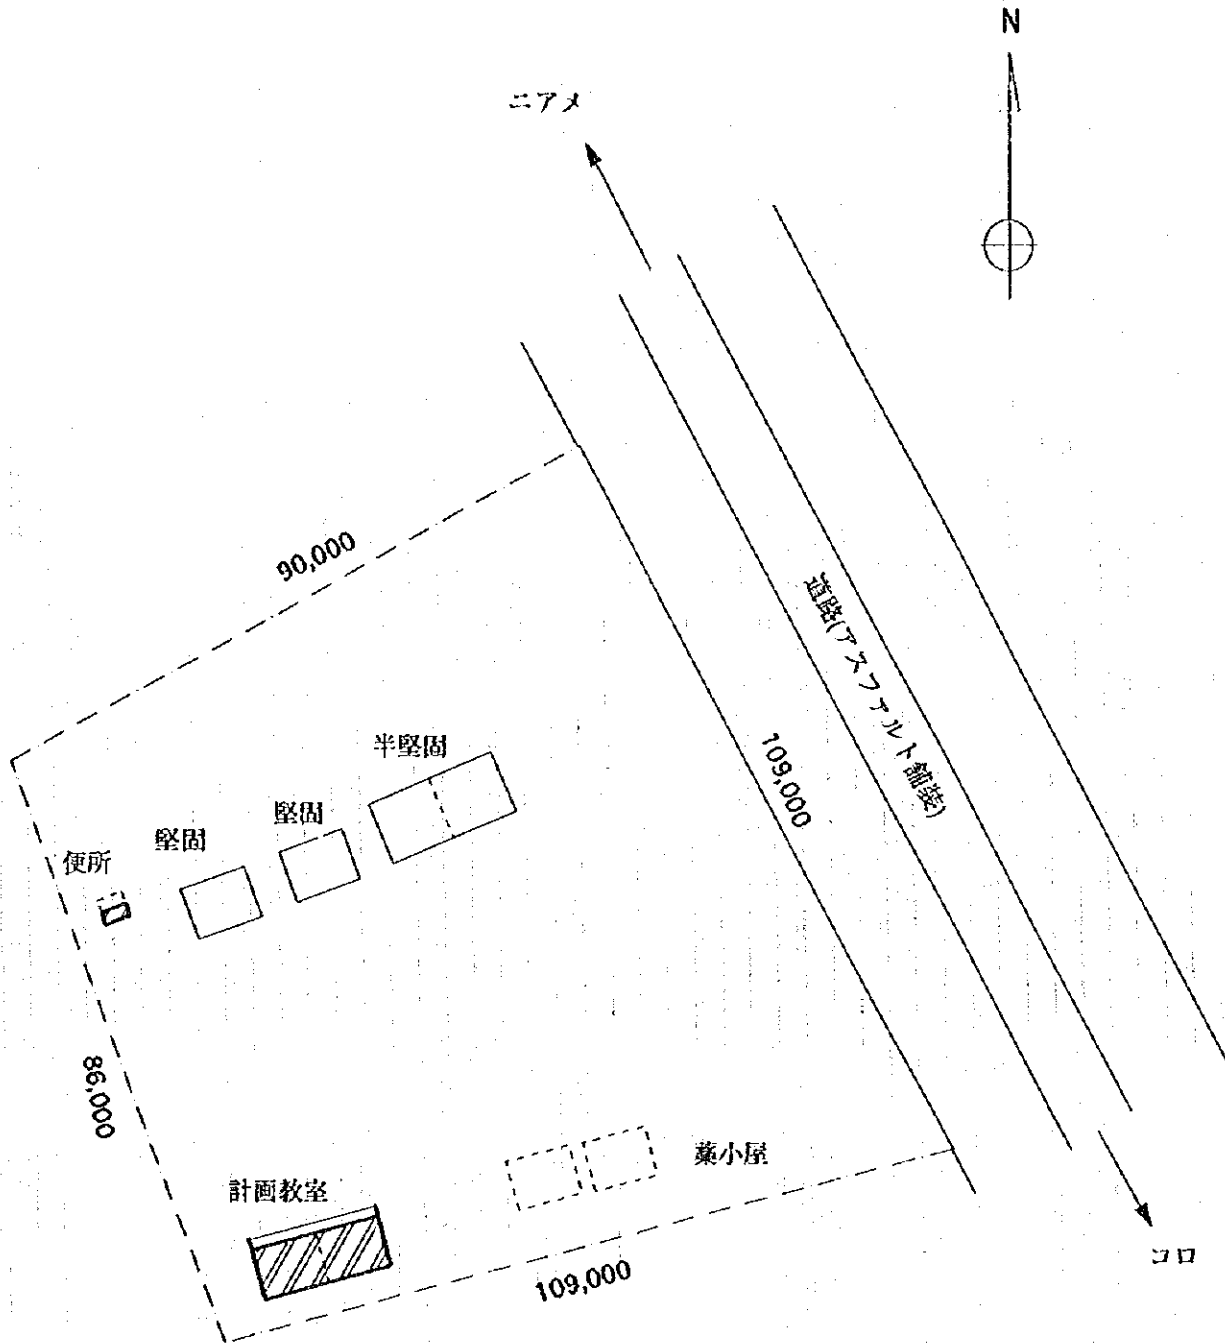 N
ニアメ
90,000
道路(アスファルト舗装)
109,000
半堅固
堅固
堅固
便所
86,000
藁小屋
計画教室
109,000
コロ